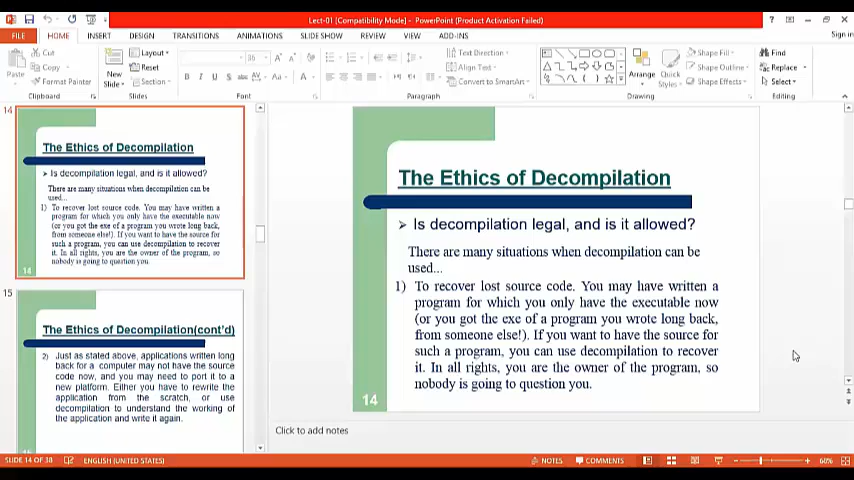 Lect-01 [Compatibility Mode] - PowerPoint (Product Activation Failed)
FILE HOME INSERT DESIGN TRANSITIONS ANIMATIONS SLIDE SHOW REVIEW VIEW ADD-INS Sign in
Paste
Cut
Copy
Format Painter
Clipboard
New Slide
Layout
Reset
Section
Slides
Font
Text Direction
Align Text
Convert to SmartArt
Paragraph
Arrange
Quick Styles
Shape Fill
Shape Outline
Shape Effects
Drawing
Find
Replace
Select
Editing
14
The Ethics of Decompilation
➢ Is decompilation legal, and is it allowed?
There are many situations when decompilation can be
used...
1) To recover lost source code. You may have written a
program for which you only have the executable now
(or you got the exe of a program you wrote long back,
from someone else!). If you want to have the source for
such a program, you can use decompilation to recover
it. In all rights, you are the owner of the program, so
nobody is going to question you.
14
15
The Ethics of Decompilation(cont'd)
2) Just as stated above, applications written long
back for a computer may not have the source
code now, and you may need to port it to a
new platform. Either you have to rewrite the
application from the scratch, or use
decompilation to understand the working of
the application and write it again.
The Ethics of Decompilation
➢ Is decompilation legal, and is it allowed?
There are many situations when decompilation can be
used...
1) To recover lost source code. You may have written a
program for which you only have the executable now
(or you got the exe of a program you wrote long back,
from someone else!). If you want to have the source for
such a program, you can use decompilation to recover
it. In all rights, you are the owner of the program, so
nobody is going to question you.
14
Click to add notes
SLIDE 14 OF 38 ENGLISH (UNITED STATES) NOTES COMMENTS 60%